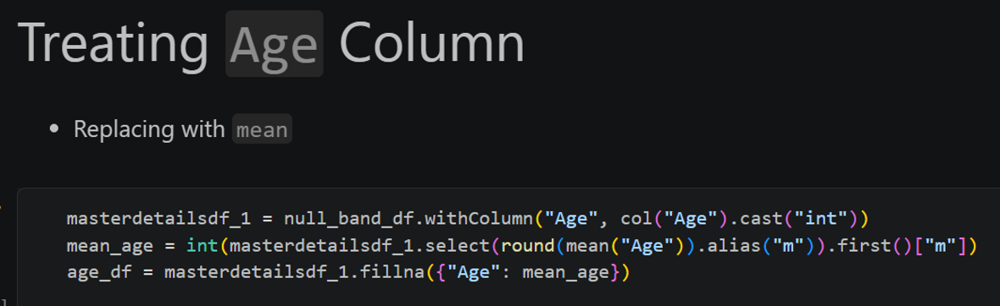 Treating Age Column
• Replacing with mean
masterdetailsdf_1 = null_band_df.withColumn("Age", col("Age").cast("int"))
mean_age = int(masterdetailsdf_1.select(round(mean("Age")).alias("m")).first()["m"])
age_df = masterdetailsdf_1.fillna({"Age": mean_age})
]